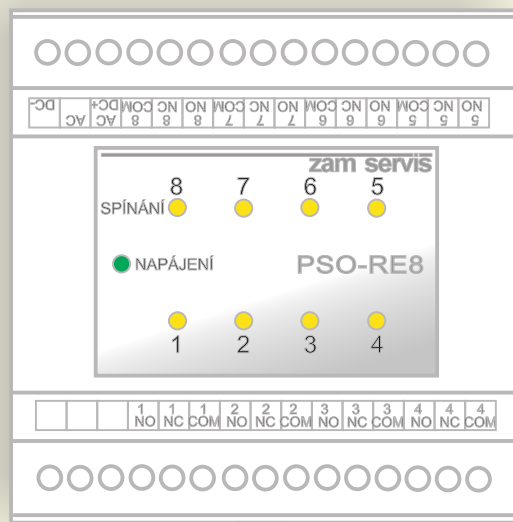 5 5 5 6 6 6 7 7 7 8 8 8 AC AC
NO NC COM NO NC COM NO NC COM NO NC COM DC+ DC-
zam servis
8 7 6 5
SPÍNÁNÍ
NAPÁJENÍ
PSO-RE8
1 2 3 4
1 1 1 2 2 2 3 3 3 4 4 4
NO NC COM NO NC COM NO NC COM NO NC COM